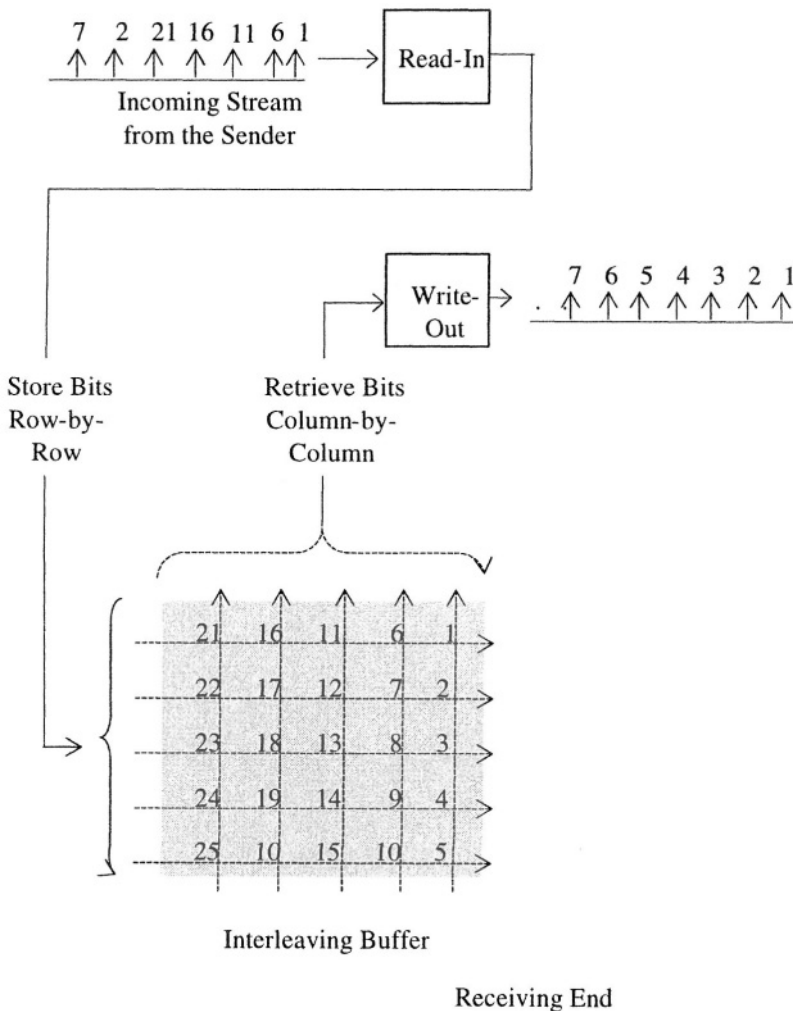 7 2 21 16 11 6 1
Read-In
Incoming Stream
from the Sender
7 6 5 4 3 2 1
. .
Write-
Out
Store Bits
Row-by-
Row
Retrieve Bits
Column-by-
Column
21 16 11 6 1
22 17 12 7 2
23 18 13 8 3
24 19 14 9 4
25 10 15 10 5
Interleaving Buffer
Receiving End